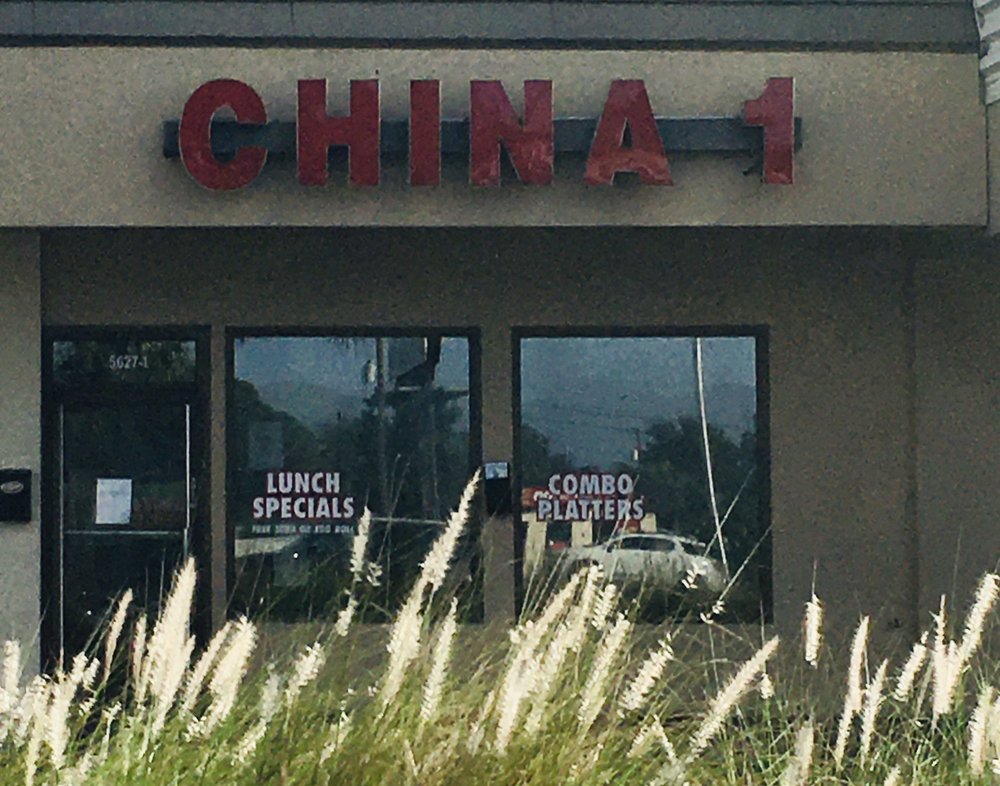 CHINA 1
5627-1
LUNCH
SPECIALS
COMBO
PLATTERS